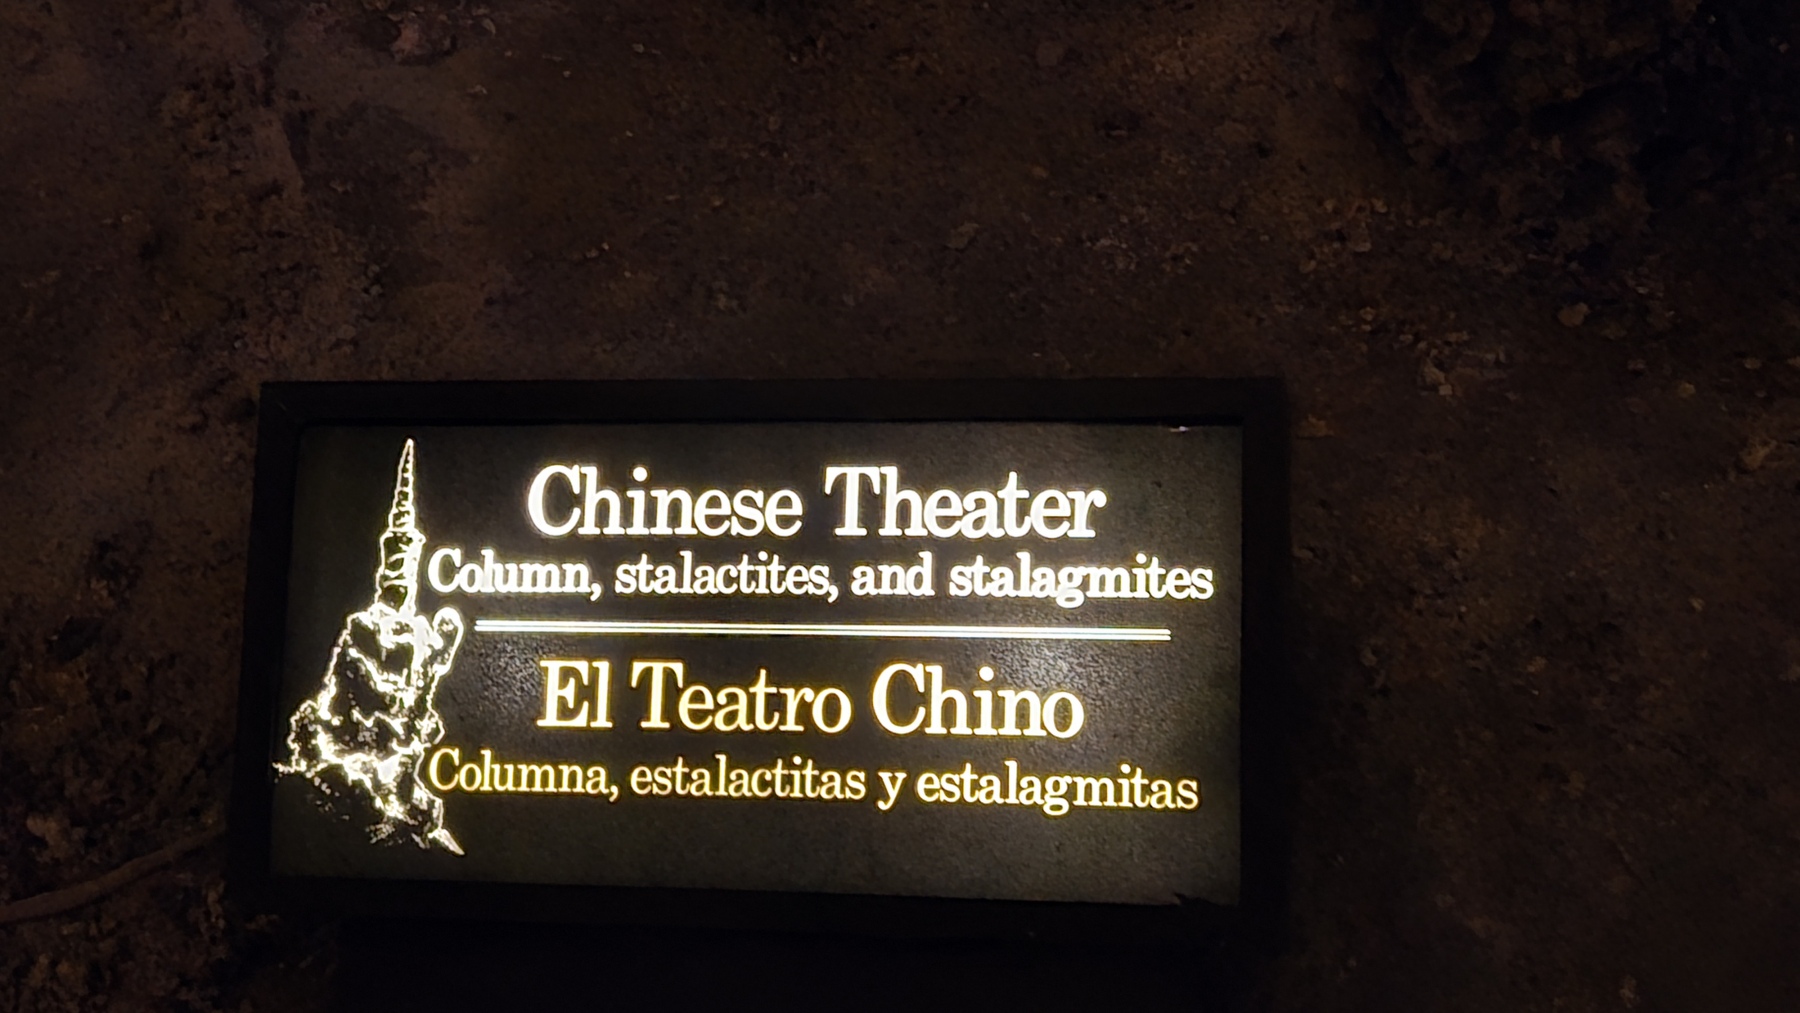 Chinese Theater
Column, stalactites, and stalagmites
El Teatro Chino
Columna, estalactitas y estalagmitas